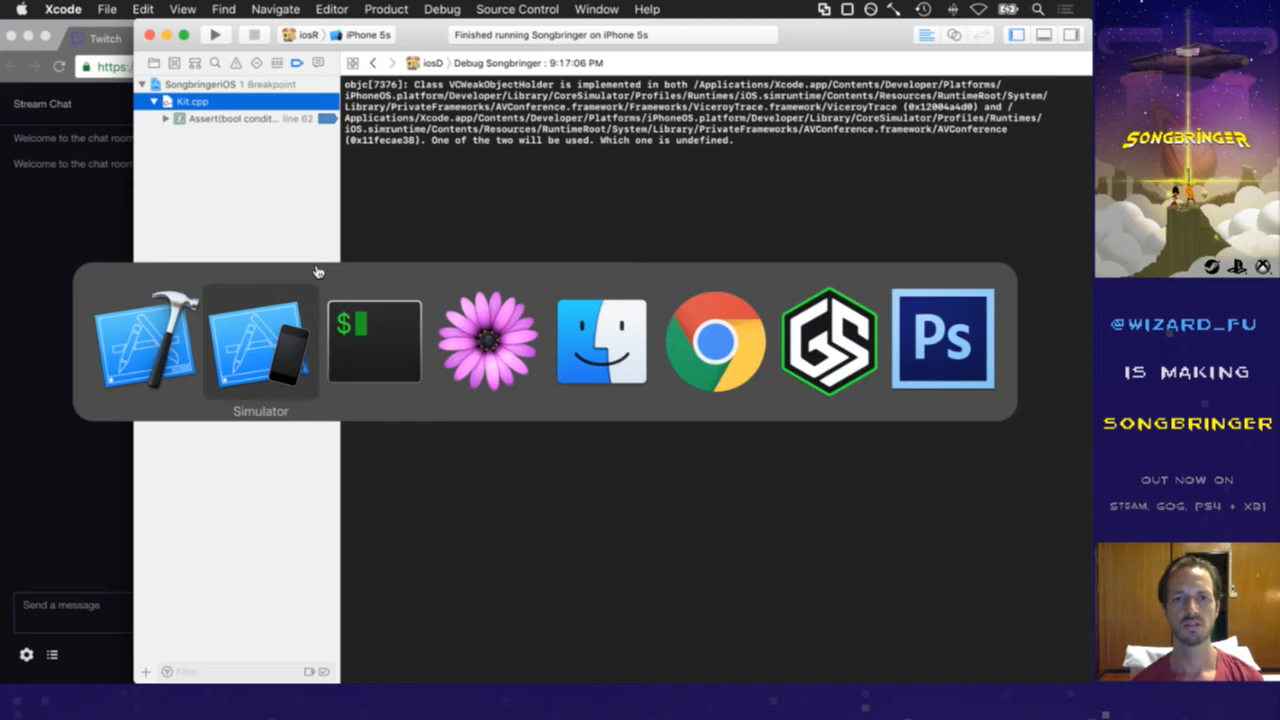 Xcode File Edit View Find Navigate Editor Product Debug Source Control Window Help
Twitch
iosR iPhone 5s
Finished running Songbringer on iPhone 5s
https:
iosD Debug Songbringer : 9:17:06 PM
Stream Chat
Welcome to the chat room
Welcome to the chat room
SongbringeriOS 1 Breakpoint
Kit.cpp
Assert(bool condit... line 62
objc[7376]: Class VCWeakObjectHolder is implemented in both /Applications/Xcode.app/Contents/Developer/Platforms/
iPhoneOS.platform/Developer/Library/CoreSimulator/Profiles/Runtimes/iOS.simruntime/Contents/Resources/RuntimeRoot/System/
Library/PrivateFrameworks/AVConference.framework/Frameworks/ViceroyTrace.framework/ViceroyTrace (0x12004a4d0) and /
Applications/Xcode.app/Contents/Developer/Platforms/iPhoneOS.platform/Developer/Library/CoreSimulator/Profiles/Runtimes/
iOS.simruntime/Contents/Resources/RuntimeRoot/System/Library/PrivateFrameworks/AVConference.framework/AVConference
(0x11fecae38). One of the two will be used. Which one is undefined.
$
GS
Ps
Simulator
Send a message
Filter
SONGBRINGER
@WIZARD_FU
IS MAKING
SONGBRINGER
OUT NOW ON
STEAM, GOG, PS4 + XB1